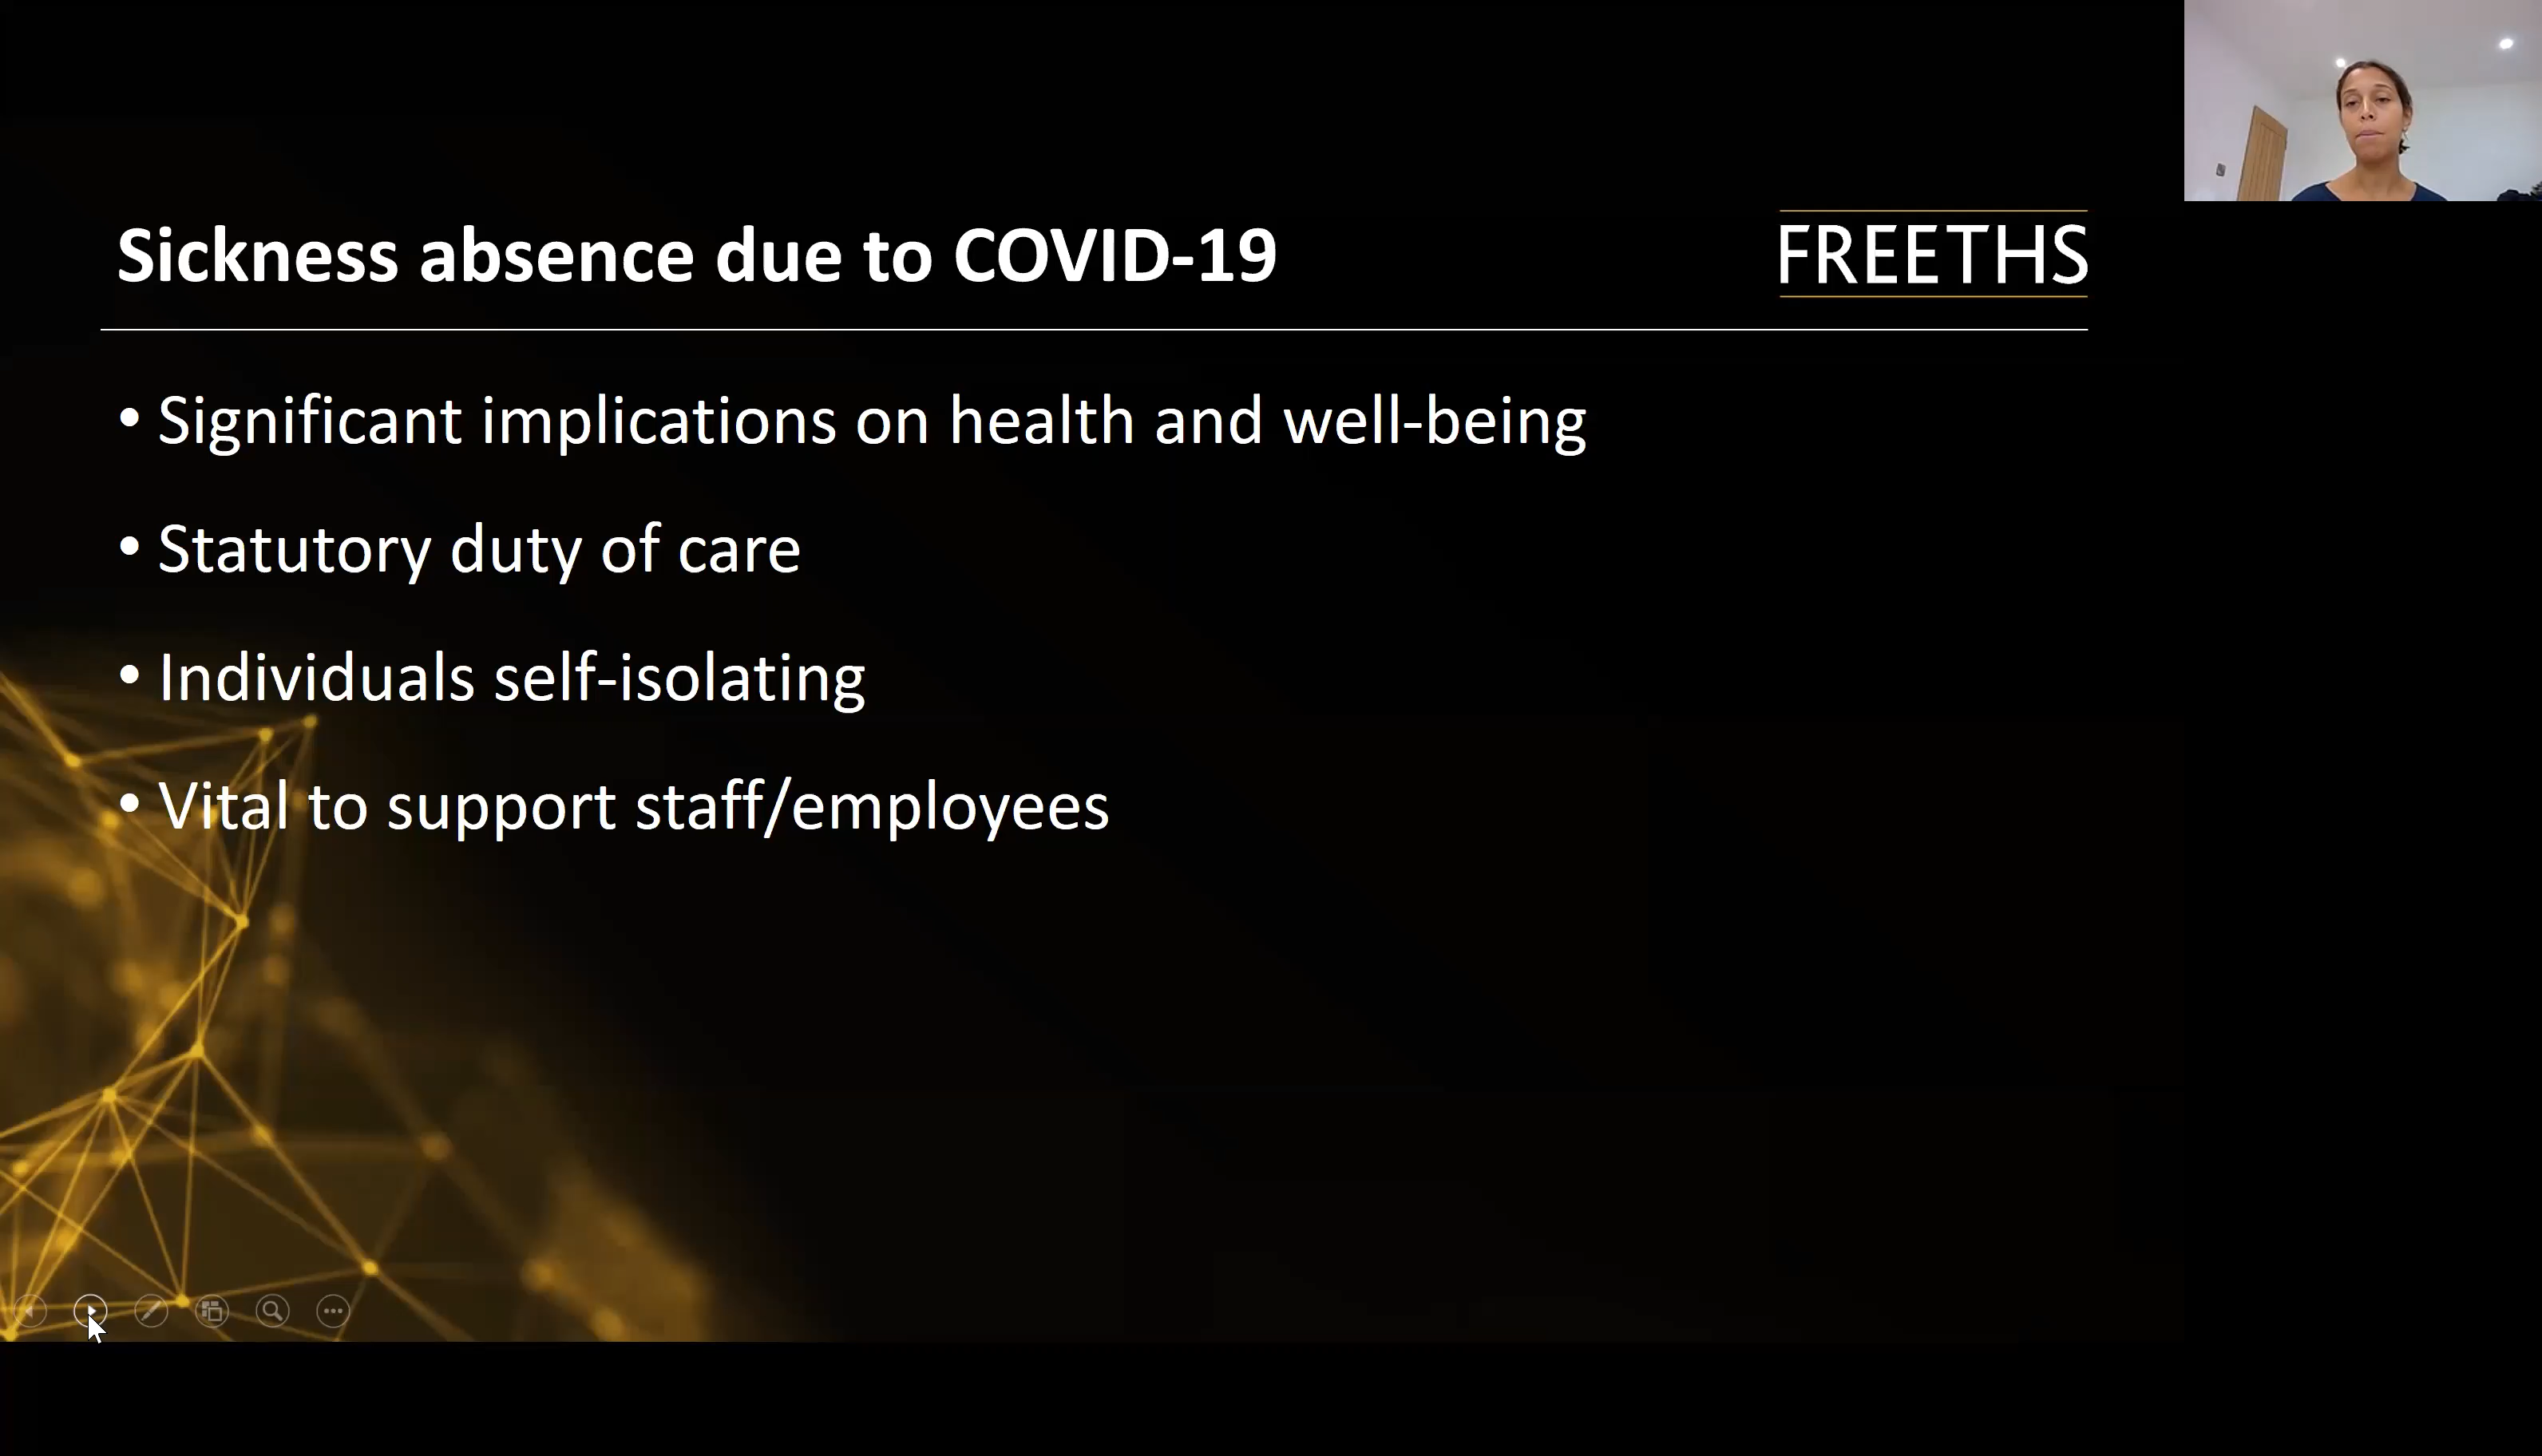 Sickness absence due to COVID-19
FREETHS
• Significant implications on health and well-being
• Statutory duty of care
• Individuals self-isolating
• Vital to support staff/employees